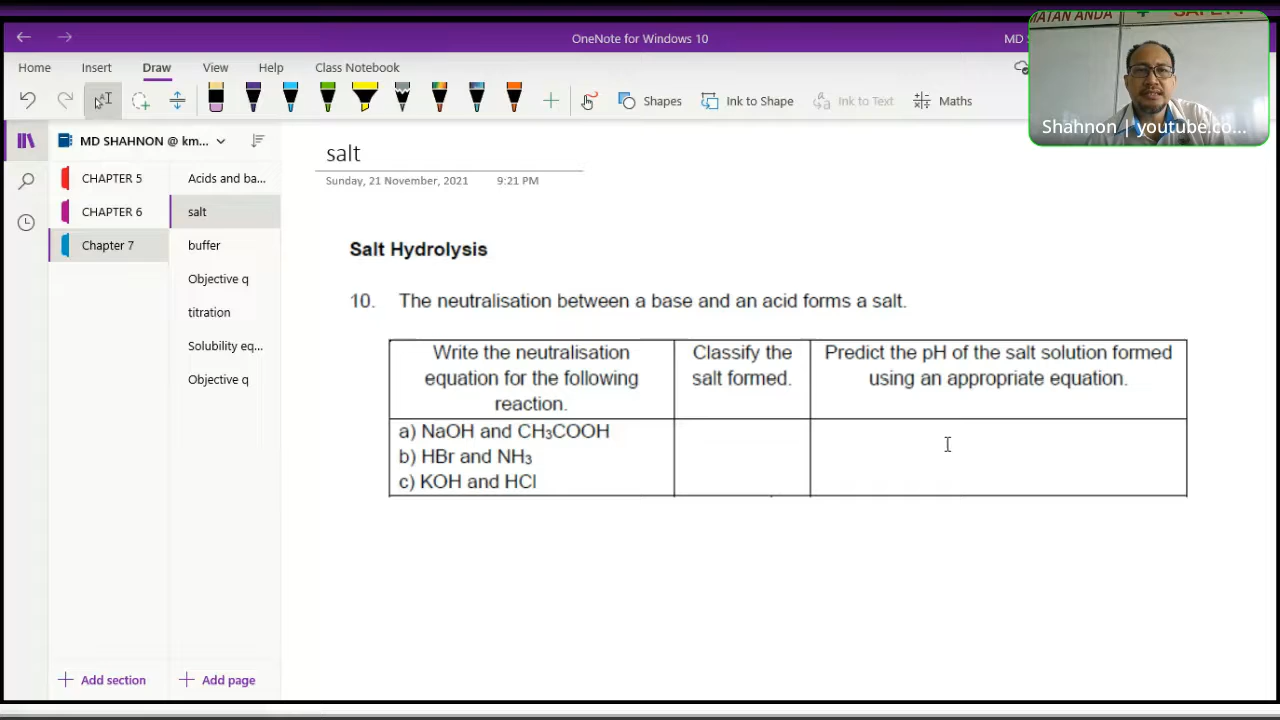 OneNote for Windows 10
MD S
MATAN ANDA
SAFETY
Home Insert Draw View Help Class Notebook
Shapes Ink to Shape Ink to Text Maths
Shahnon | youtube.co...
MD SHAHNON @ km...
CHAPTER 5
CHAPTER 6
Chapter 7
Acids and ba...
salt
buffer
Objective q
titration
Solubility eq...
Objective q
Add section
Add page
salt
Sunday, 21 November, 2021 9:21 PM
Salt Hydrolysis
10. The neutralisation between a base and an acid forms a salt.
Write the neutralisation
equation for the following
reaction.
Classify the
salt formed.
Predict the pH of the salt solution formed
using an appropriate equation.
a) NaOH and CH₃COOH
b) HBr and NH₃
c) KOH and HCl